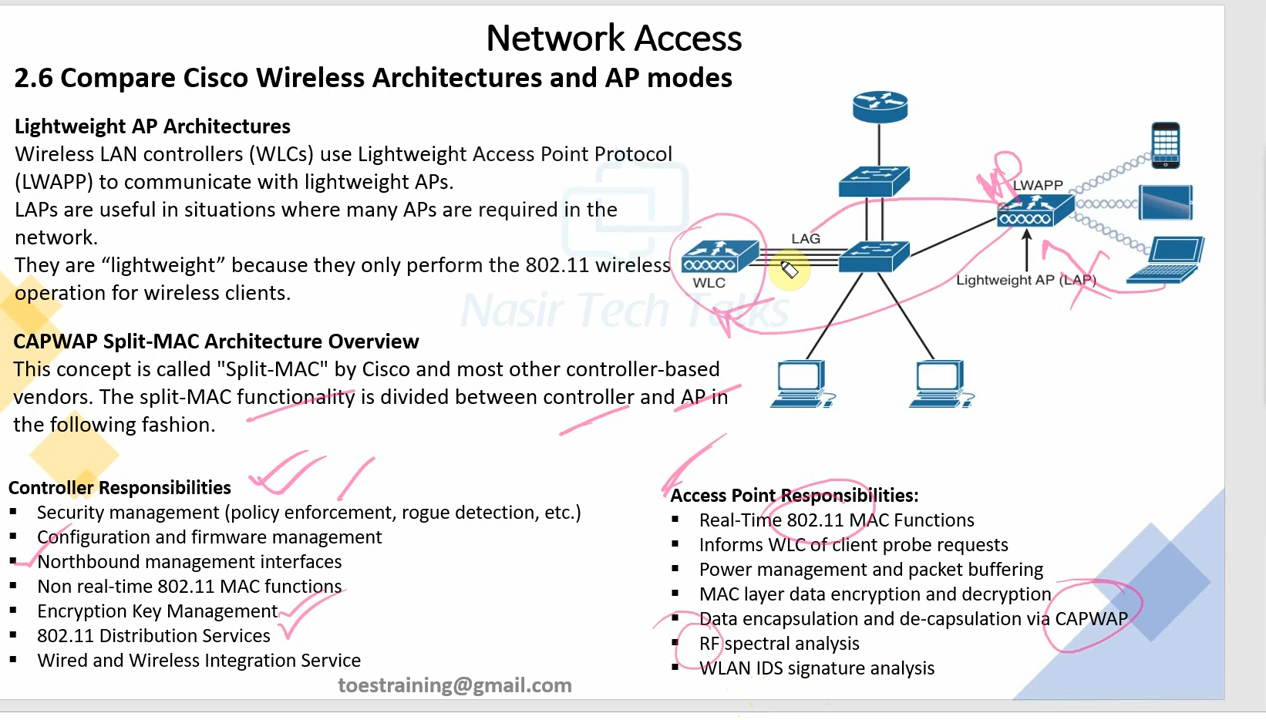 Network Access
2.6 Compare Cisco Wireless Architectures and AP modes
Lightweight AP Architectures
Wireless LAN controllers (WLCs) use Lightweight Access Point Protocol
(LWAPP) to communicate with lightweight APs.
LAPs are useful in situations where many APs are required in the
network.
They are “lightweight” because they only perform the 802.11 wireless
operation for wireless clients.
CAPWAP Split-MAC Architecture Overview
This concept is called "Split-MAC" by Cisco and most other controller-based
vendors. The split-MAC functionality is divided between controller and AP in
the following fashion.
LWAPP
LAG
WLC
Lightweight AP (LAP)
Nasir Tech Talks
Controller Responsibilities
▪ Security management (policy enforcement, rogue detection, etc.)
▪ Configuration and firmware management
▪ Northbound management interfaces
▪ Non real-time 802.11 MAC functions
▪ Encryption Key Management
▪ 802.11 Distribution Services
▪ Wired and Wireless Integration Service
Access Point Responsibilities:
▪ Real-Time 802.11 MAC Functions
▪ Informs WLC of client probe requests
▪ Power management and packet buffering
▪ MAC layer data encryption and decryption
▪ Data encapsulation and de-capsulation via CAPWAP
▪ RF spectral analysis
▪ WLAN IDS signature analysis
toestraining@gmail.com